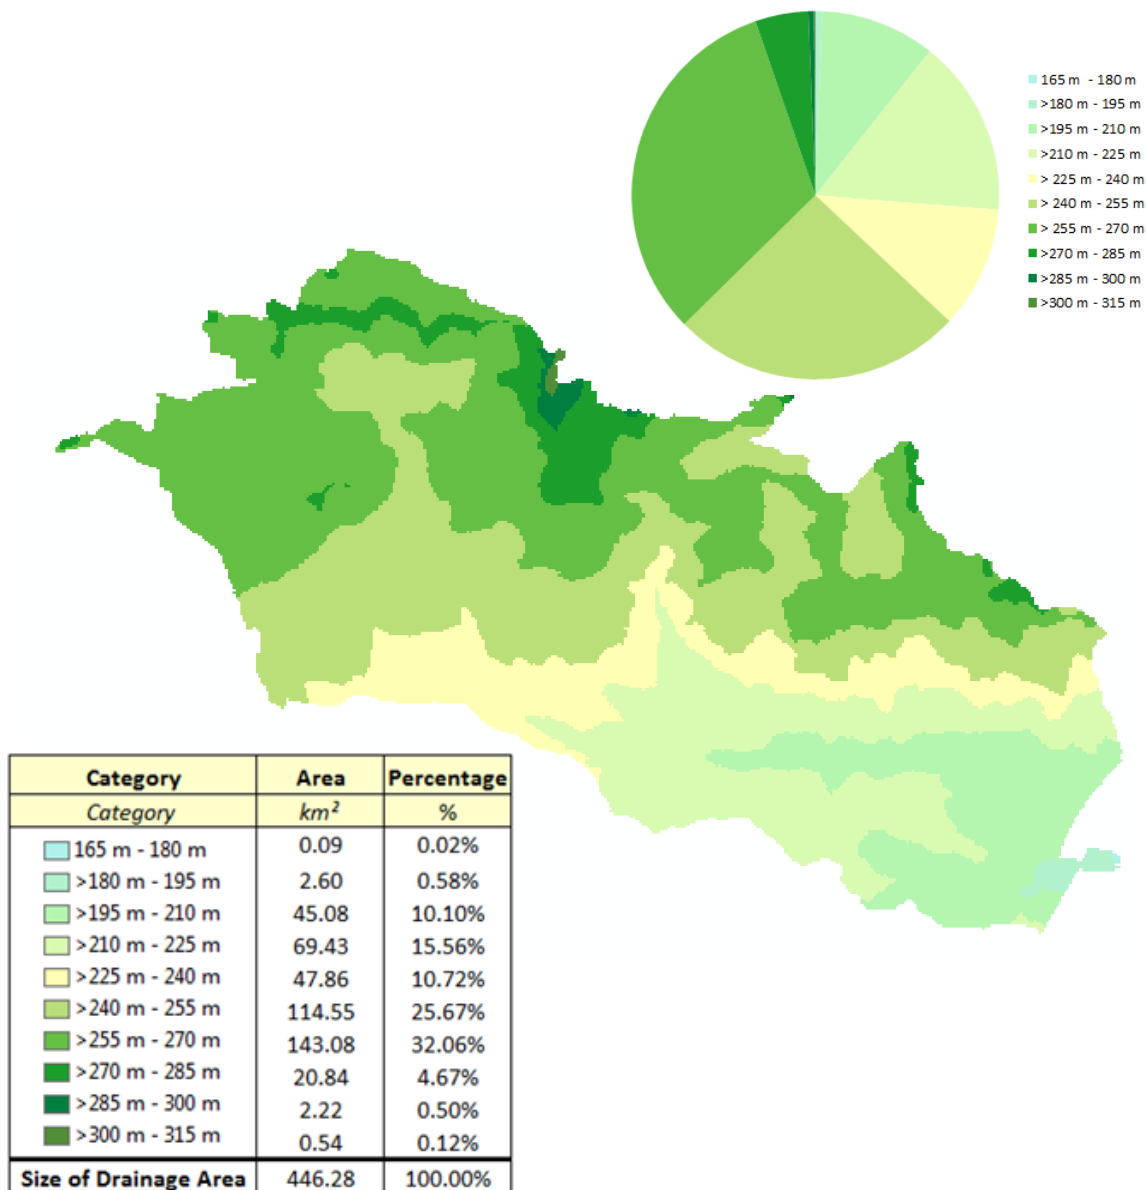 165 m - 180 m
>180 m - 195 m
>195 m - 210 m
>210 m - 225 m
> 225 m - 240 m
> 240 m - 255 m
> 255 m - 270 m
>270 m - 285 m
>285 m - 300 m
>300 m - 315 m
Category Area Percentage
Category km² %
165 m - 180 m 0.09 0.02%
>180 m - 195 m 2.60 0.58%
>195 m - 210 m 45.08 10.10%
>210 m - 225 m 69.43 15.56%
>225 m - 240 m 47.86 10.72%
>240 m - 255 m 114.55 25.67%
>255 m - 270 m 143.08 32.06%
>270 m - 285 m 20.84 4.67%
>285 m - 300 m 2.22 0.50%
>300 m - 315 m 0.54 0.12%
Size of Drainage Area 446.28 100.00%